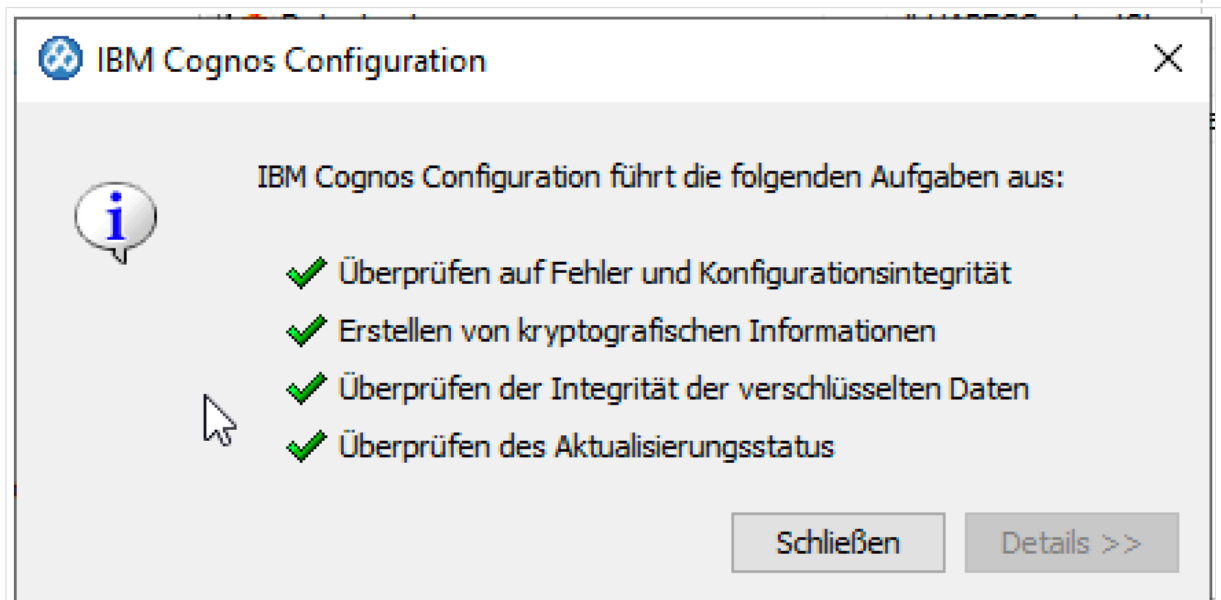 IBM Cognos Configuration
IBM Cognos Configuration führt die folgenden Aufgaben aus:
Überprüfen auf Fehler und Konfigurationsintegrität
Erstellen von kryptografischen Informationen
Überprüfen der Integrität der verschlüsselten Daten
Überprüfen des Aktualisierungsstatus
Schließen
Details >>